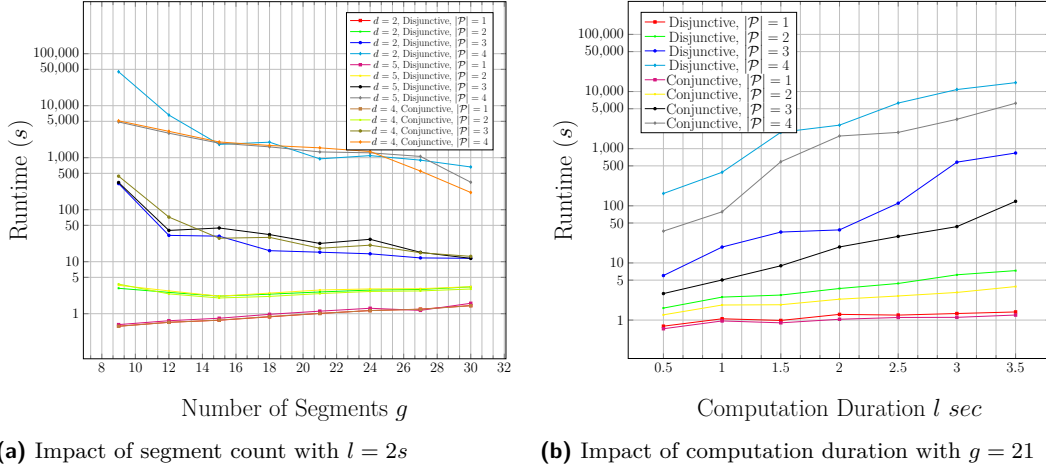 d = 2, Disjunctive, |P| = 1
d = 2, Disjunctive, |P| = 2
d = 2, Disjunctive, |P| = 3
d = 2, Disjunctive, |P| = 4
d = 5, Disjunctive, |P| = 1
d = 5, Disjunctive, |P| = 2
d = 5, Disjunctive, |P| = 3
d = 5, Disjunctive, |P| = 4
d = 4, Conjunctive, |P| = 1
d = 4, Conjunctive, |P| = 2
d = 4, Conjunctive, |P| = 3
d = 4, Conjunctive, |P| = 4
100,000
50,000
10,000
5,000
1,000
500
100
50
10
5
1
Runtime (s)
8 10 12 14 16 18 20 22 24 26 28 30 32
Number of Segments g
(a) Impact of segment count with l = 2s
Disjunctive, |P| = 1
Disjunctive, |P| = 2
Disjunctive, |P| = 3
Disjunctive, |P| = 4
Conjunctive, |P| = 1
Conjunctive, |P| = 2
Conjunctive, |P| = 3
Conjunctive, |P| = 4
100,000
50,000
10,000
5,000
1,000
500
100
50
10
5
1
Runtime (s)
0.5 1 1.5 2 2.5 3 3.5
Computation Duration l sec
(b) Impact of computation duration with g = 21